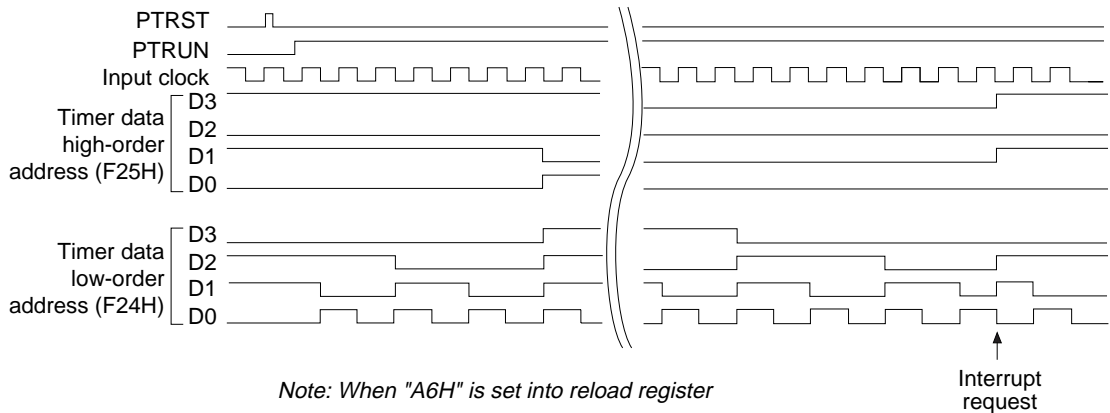 PTRST
PTRUN
Input clock
Timer data
high-order
address (F25H)
D3
D2
D1
D0
Timer data
low-order
address (F24H)
D3
D2
D1
D0
Note: When "A6H" is set into reload register
Interrupt
request